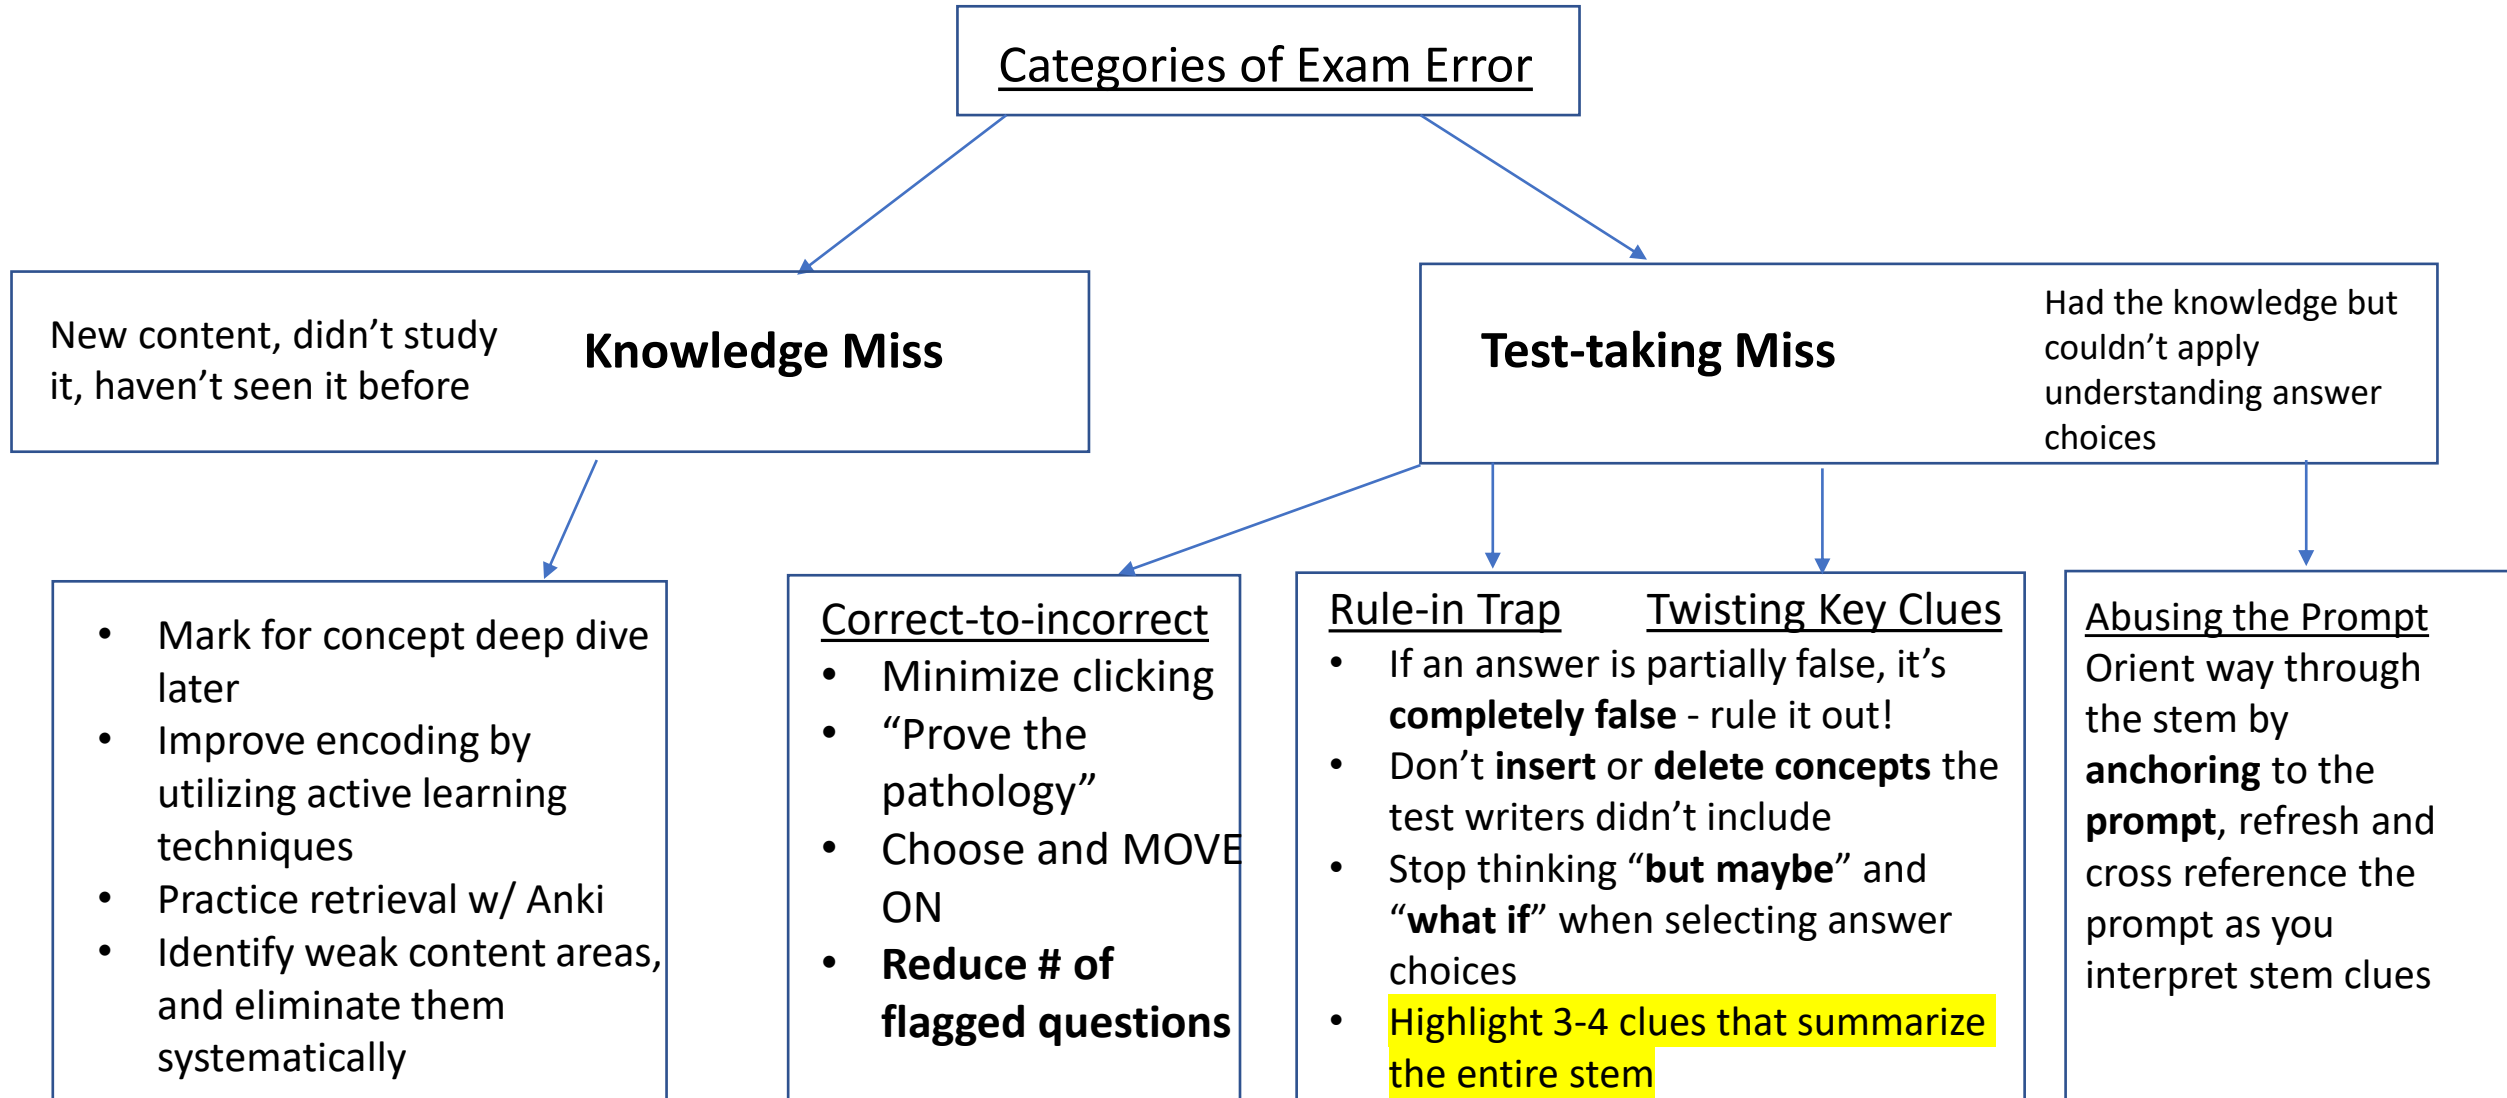 Categories of Exam Error
New content, didn’t study
it, haven’t seen it before
Knowledge Miss
Test-taking Miss
Had the knowledge but
couldn’t apply
understanding answer
choices
• Mark for concept deep dive
later
• Improve encoding by
utilizing active learning
techniques
• Practice retrieval w/ Anki
• Identify weak content areas,
and eliminate them
systematically
Correct-to-incorrect
• Minimize clicking
• “Prove the
pathology”
• Choose and MOVE
ON
• Reduce # of
flagged questions
Rule-in Trap Twisting Key Clues
• If an answer is partially false, it’s
completely false - rule it out!
• Don’t insert or delete concepts the
test writers didn’t include
• Stop thinking “but maybe” and
“what if” when selecting answer
choices
• Highlight 3-4 clues that summarize
the entire stem
Abusing the Prompt
Orient way through
the stem by
anchoring to the
prompt, refresh and
cross reference the
prompt as you
interpret stem clues